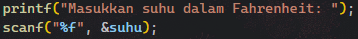 printf("Masukkan suhu dalam Fahrenheit: ");
scanf("%f", &suhu);